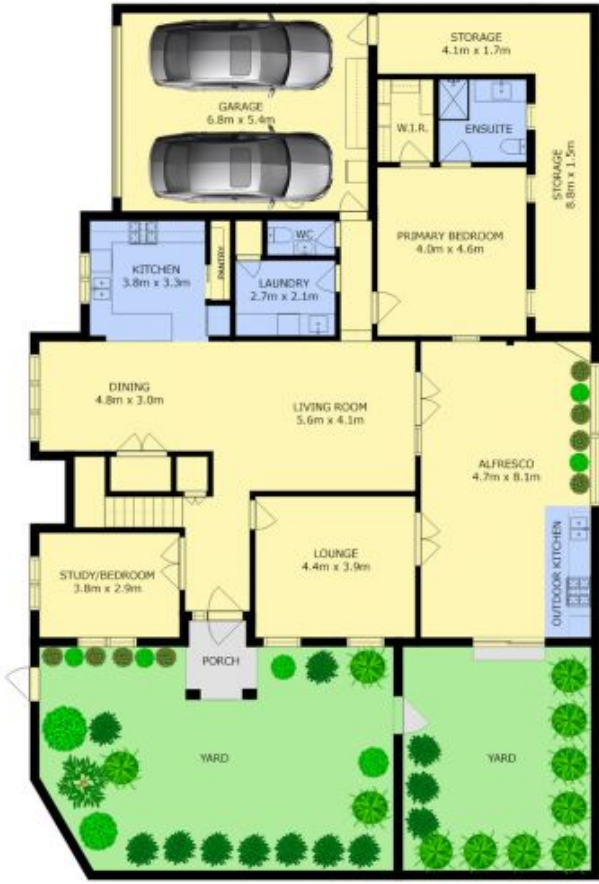 STORAGE
4.1m x 1.7m
GARAGE
6.8m x 5.4m
W.I.R.
ENSUITE
STORAGE
8.8m x 1.5m
PRIMARY BEDROOM
4.0m x 4.6m
WC
KITCHEN
3.8m x 3.3m
PANTRY
LAUNDRY
2.7m x 2.1m
DINING
4.8m x 3.0m
LIVING ROOM
5.6m x 4.1m
ALFRESCO
4.7m x 8.1m
OUTDOOR KITCHEN
STUDY/BEDROOM
3.8m x 2.9m
LOUNGE
4.4m x 3.9m
PORCH
YARD
YARD